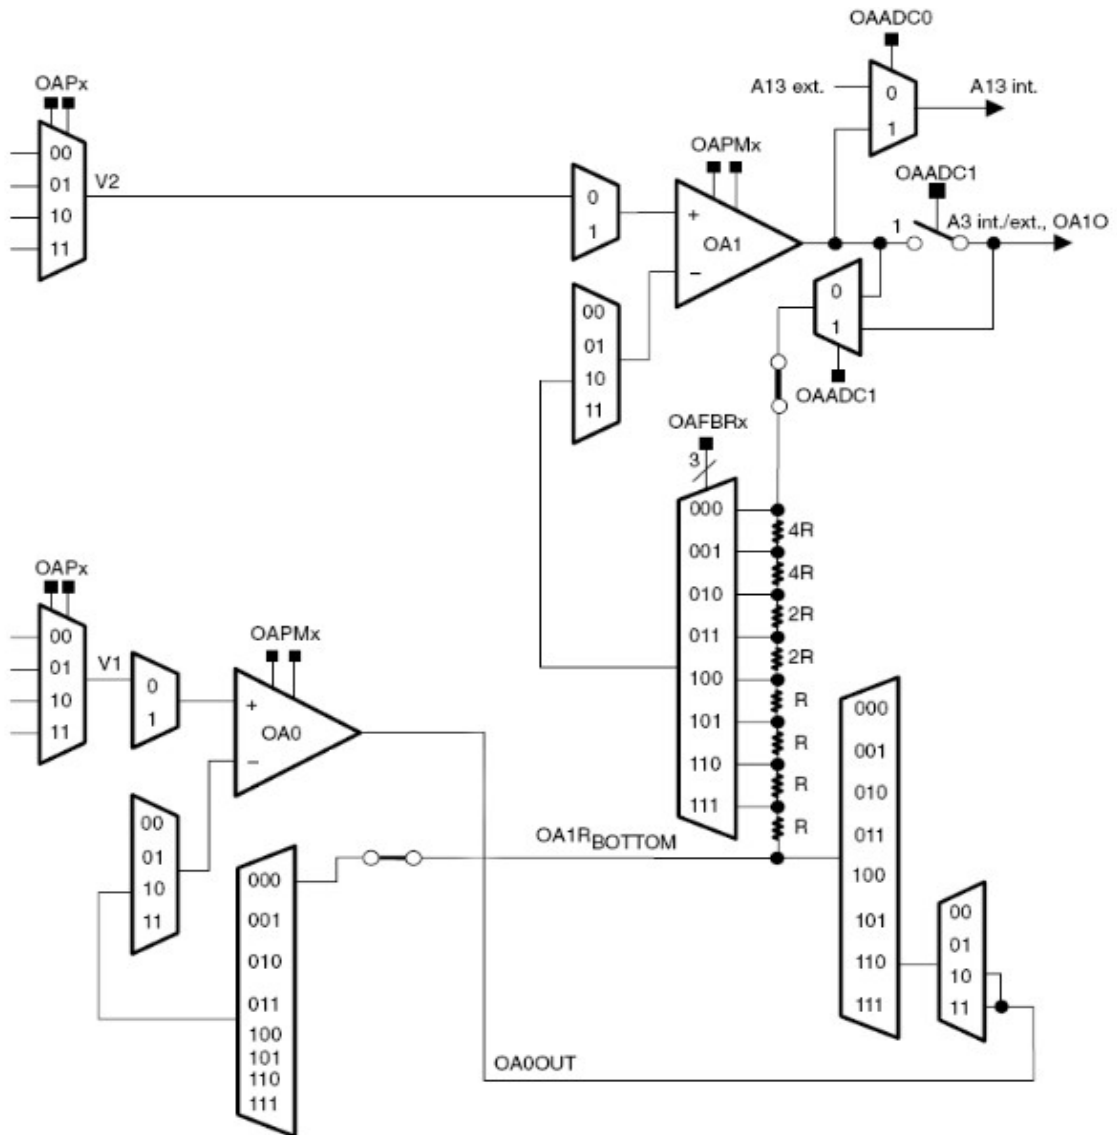 OAADC0
OAPx
A13 ext.
0
A13 int.
1
00
01
V2
10
11
OAPMx
OAADC1
0
1
+
OA1
−
1
A3 int./ext., OA1O
00
01
10
11
0
1
OAADC1
OAFBRx
3
000
4R
001
4R
010
2R
011
2R
100
R
101
R
110
R
111
R
OAPx
00
01
V1
10
11
0
1
OAPMx
+
OA0
−
000
001
010
011
100
101
110
111
OA1RBOTTOM
00
01
10
11
000
001
010
011
100
101
110
111
00
01
10
11
OA0OUT